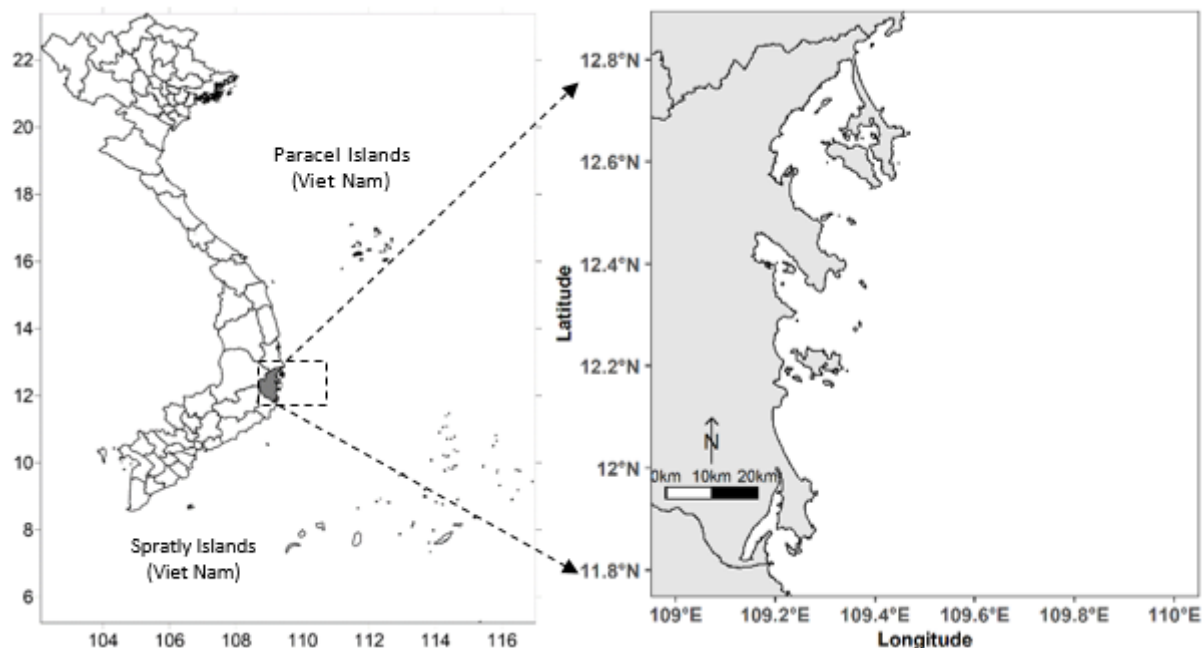 22
20
18
16
14
12
10
8
6
104
106
108
110
112
114
116
Paracel Islands
(Viet Nam)
Spratly Islands
(Viet Nam)
Latitude
12.8°N
12.6°N
12.4°N
12.2°N
12°N
11.8°N
N
0km 10km 20km
109°E
109.2°E
109.4°E
109.6°E
109.8°E
110°E
Longitude